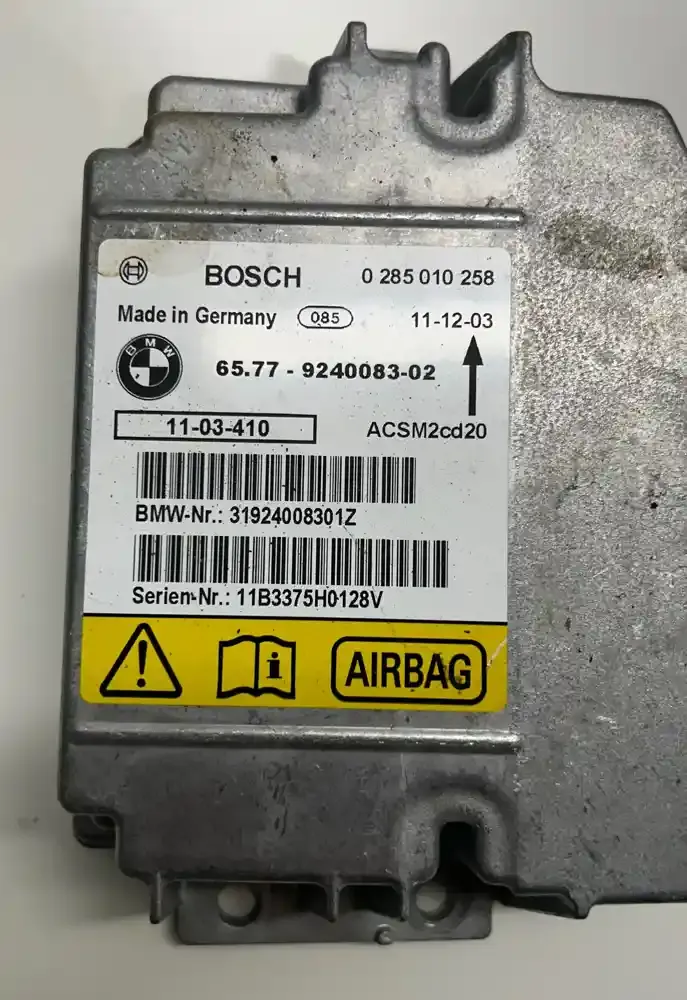 BOSCH 0 285 010 258
Made in Germany 085 11-12-03
BMW 65.77 - 9240083-02
11-03-410 ACSM2cd20
BMW-Nr.: 31924008301Z
Serien-Nr.: 11B3375H0128V
AIRBAG